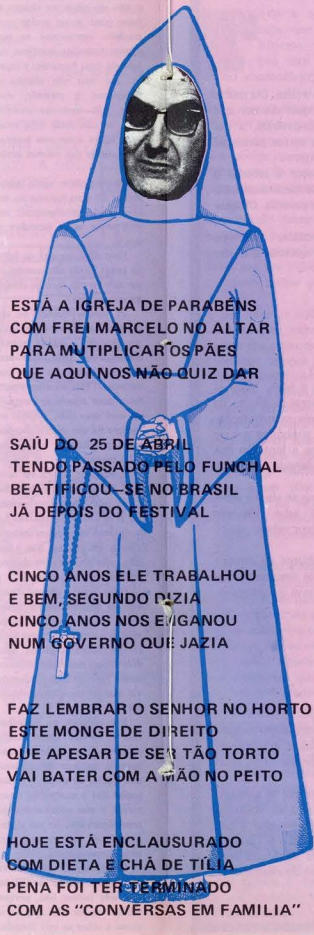 ESTÁ A IGREJA DE PARABÉNS
COM FREI MARCELO NO ALTAR
PARA MUTIPLICAR OS PÃES
QUE AQUI NOS NÃO QUIZ DAR
SAÍU DO 25 DE ABRIL
TENDO PASSADO PELO FUNCHAL
BEATIFICOU-SE NO BRASIL
JÁ DEPOIS DO FESTIVAL
CINCO ANOS ELE TRABALHOU
E BEM, SEGUNDO DIZIA
CINCO ANOS NOS ENGANOU
NUM GOVERNO QUE JAZIA
FAZ LEMBRAR O SENHOR NO HORTO
ESTE MONGE DE DIREITO
QUE APESAR DE SER TÃO TORTO
VAI BATER COM A MÃO NO PEITO
HOJE ESTÁ ENCLAUSURADO
COM DIETA E CHÁ DE TÍLIA
PENA FOI TER TERMINADO
COM AS "CONVERSAS EM FAMILIA"